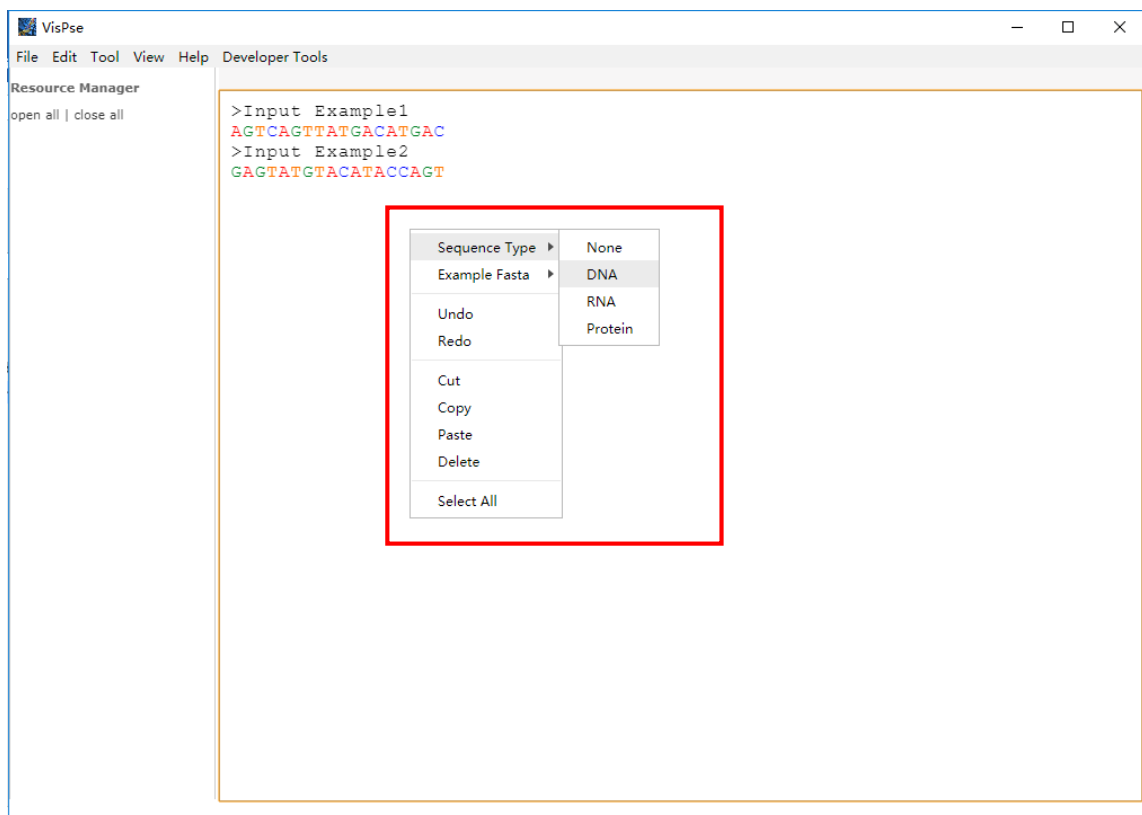 VisPse
File Edit Tool View Help Developer Tools
Resource Manager
open all | close all
>Input Example1
AGTCAGTTATGACATGAC
>Input Example2
GAGTATGTACATACCAGT
Sequence Type
Example Fasta
Undo
Redo
Cut
Copy
Paste
Delete
Select All
None
DNA
RNA
Protein